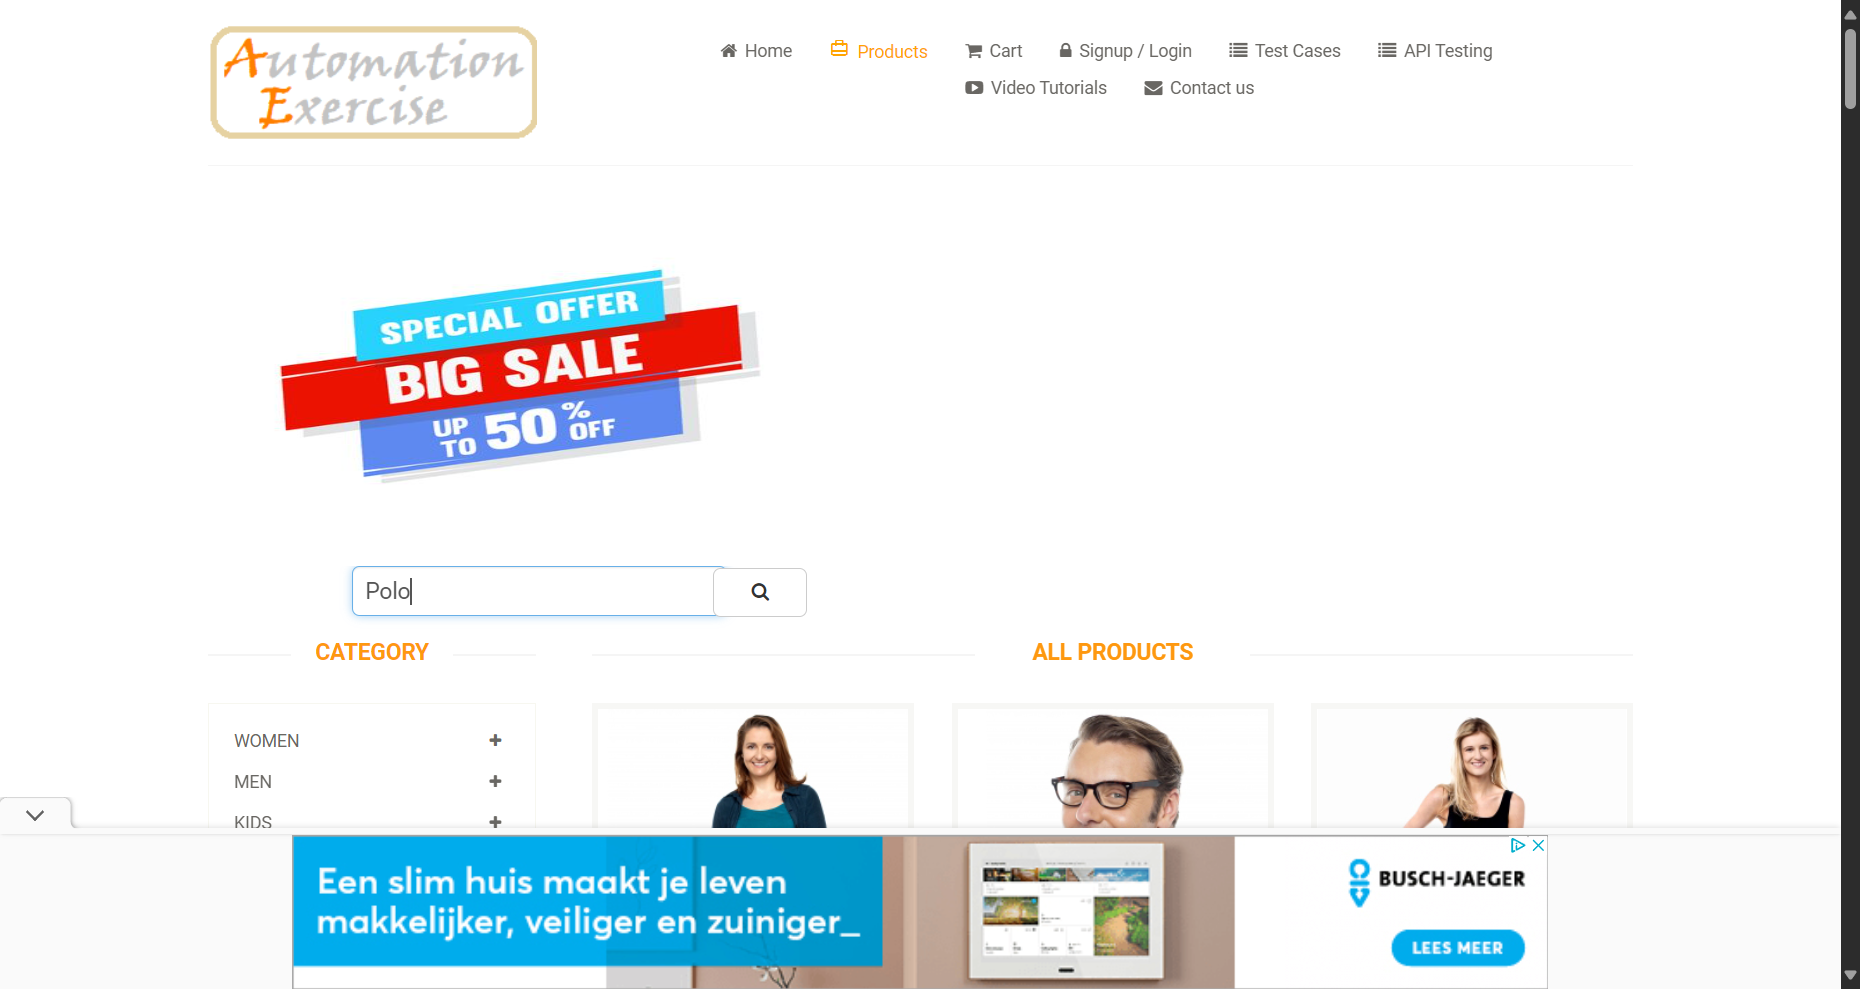 Automation
Exercise
Home
Products
Cart
Signup / Login
Test Cases
API Testing
Video Tutorials
Contact us
SPECIAL OFFER
BIG SALE
UP TO 50% OFF
Polo
CATEGORY
ALL PRODUCTS
WOMEN
MEN
KIDS
Een slim huis maakt je leven
makkelijker, veiliger en zuiniger_
BUSCH-JAEGER
LEES MEER